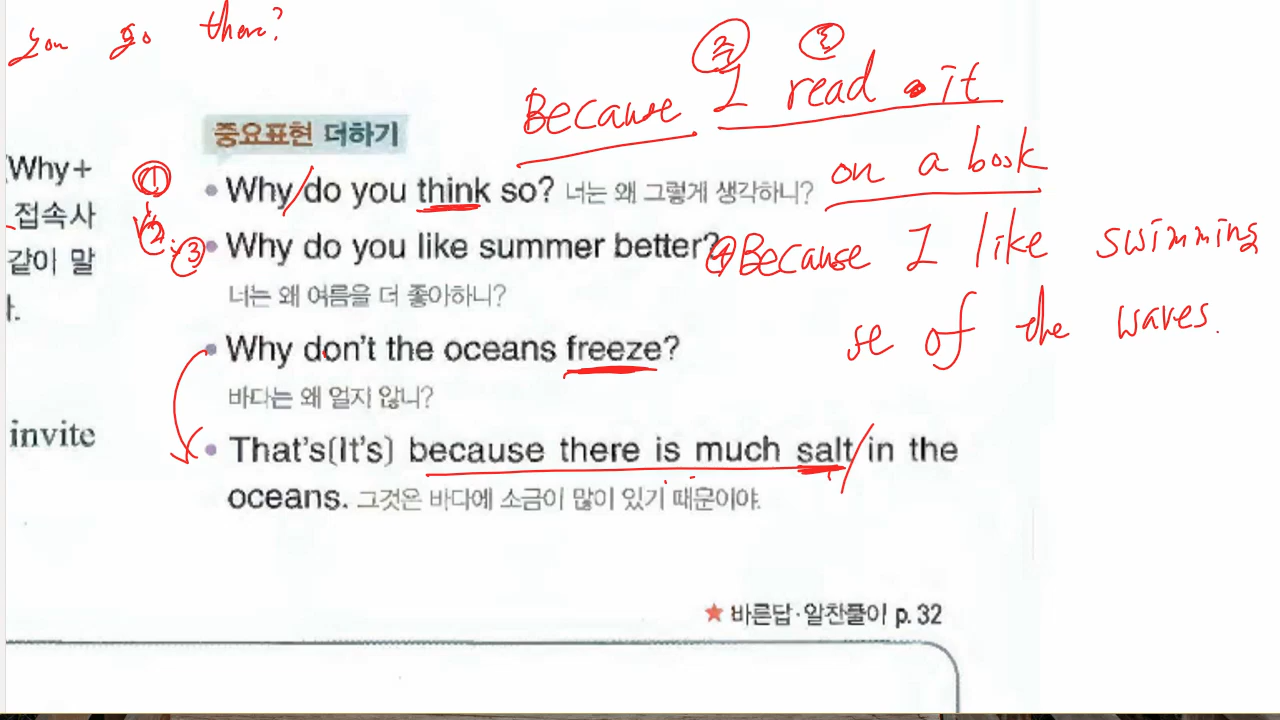 you go there?
Because I read it
on a book
중요표현 더하기
Why+
접속사
같이 말
다.
① Why/do you think so? 너는 왜 그렇게 생각하니?
② ③ Why do you like summer better? ④ Because I like swimming
너는 왜 여름을 더 좋아하니?
se of the waves.
Why don't the oceans freeze?
바다는 왜 얼지 않니?
invite
That's(It's) because there is much salt/in the
oceans. 그것은 바다에 소금이 많이 있기 때문이야.
★ 바른답·알찬풀이 p. 32